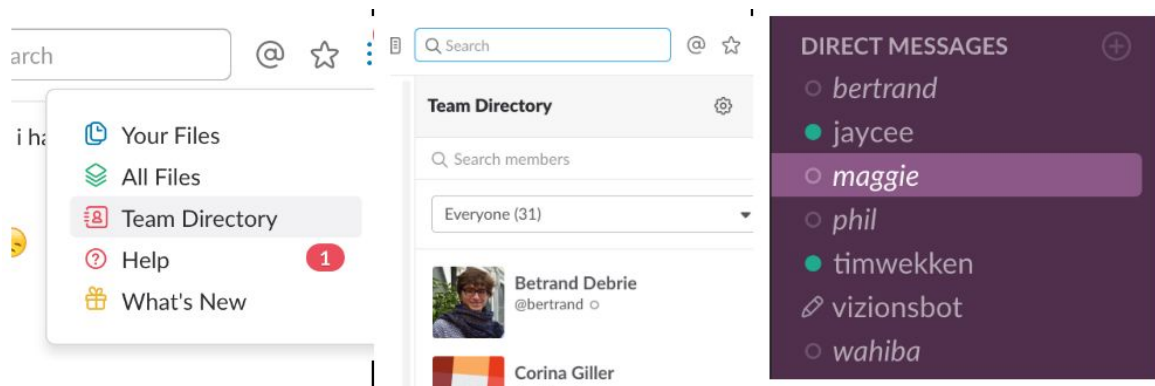 arch
@
i ha
Your Files
All Files
Team Directory
Help 1
What's New
Search @
Team Directory
Search members
Everyone (31)
Betrand Debrie
@bertrand
Corina Giller
DIRECT MESSAGES
bertrand
jaycee
maggie
phil
timwekken
vizionsbot
wahiba